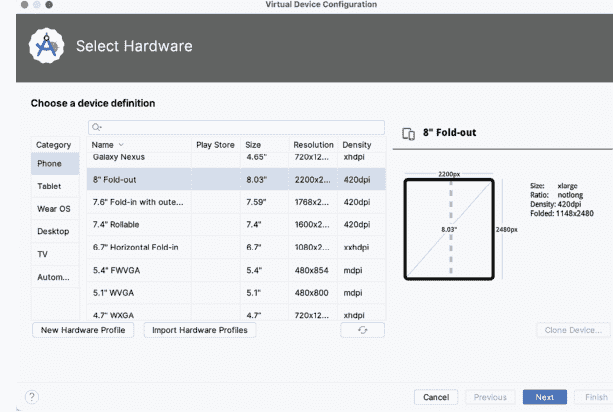 Virtual Device Configuration
Select Hardware
Choose a device definition
Category
Phone
Tablet
Wear OS
Desktop
TV
Autom...
Name Play Store Size Resolution Density
Galaxy Nexus 4.65" 720x12... xhdpi
8" Fold-out 8.03" 2200x2... 420dpi
7.6" Fold-in with oute... 7.59" 1768x2... 420dpi
7.4" Rollable 7.4" 1600x2... 420dpi
6.7" Horizontal Fold-in 6.7" 1080x2... xxhdpi
5.4" FWVGA 5.4" 480x854 mdpi
5.1" WVGA 5.1" 480x800 mdpi
4.7" WXGA 4.7" 720x12... xhdpi
New Hardware Profile Import Hardware Profiles
8" Fold-out
2200px
8.03"
2480px
Size: xlarge
Ratio: notlong
Density: 420dpi
Folded: 1148x2480
Clone Device...
?
Cancel Previous Next Finish